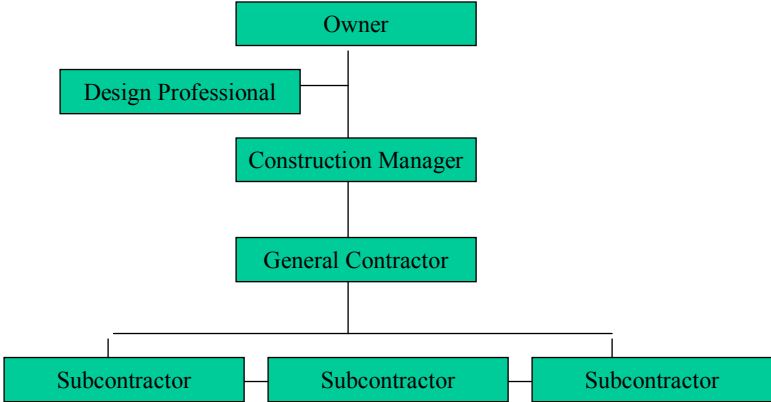 Owner
Design Professional
Construction Manager
General Contractor
Subcontractor
Subcontractor
Subcontractor